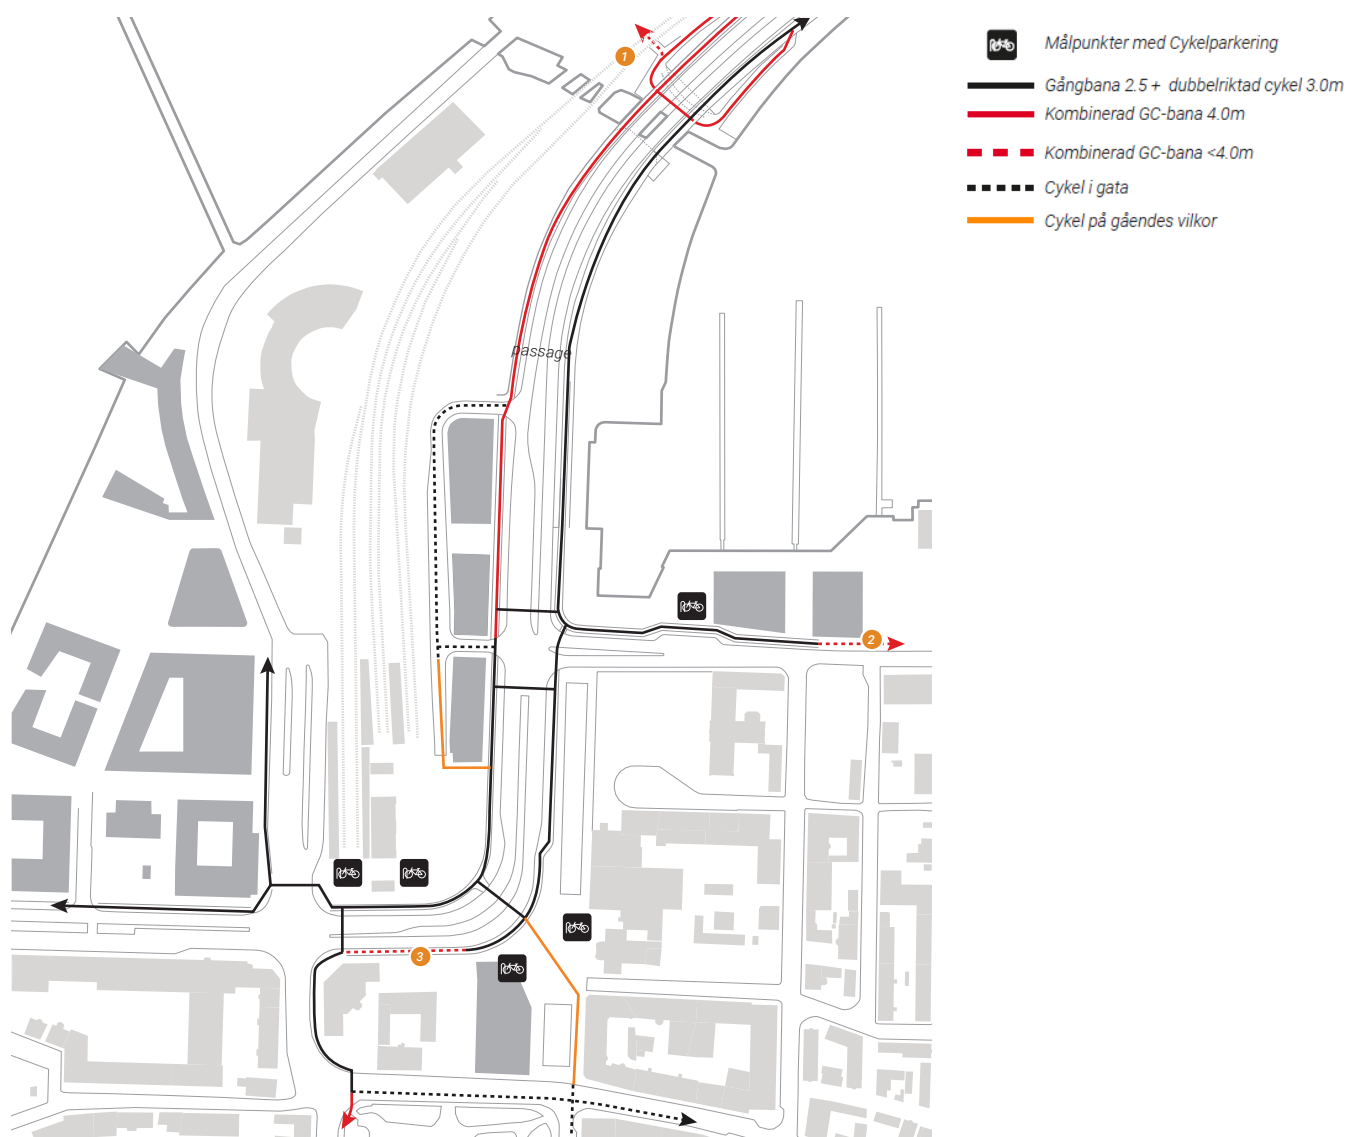 1
Målpunkter med Cykelparkering
Gångbana 2.5 + dubbelriktad cykel 3.0m
Kombinerad GC-bana 4.0m
Kombinerad GC-bana <4.0m
Cykel i gata
Cykel på gåendes vilkor
passage
2
3